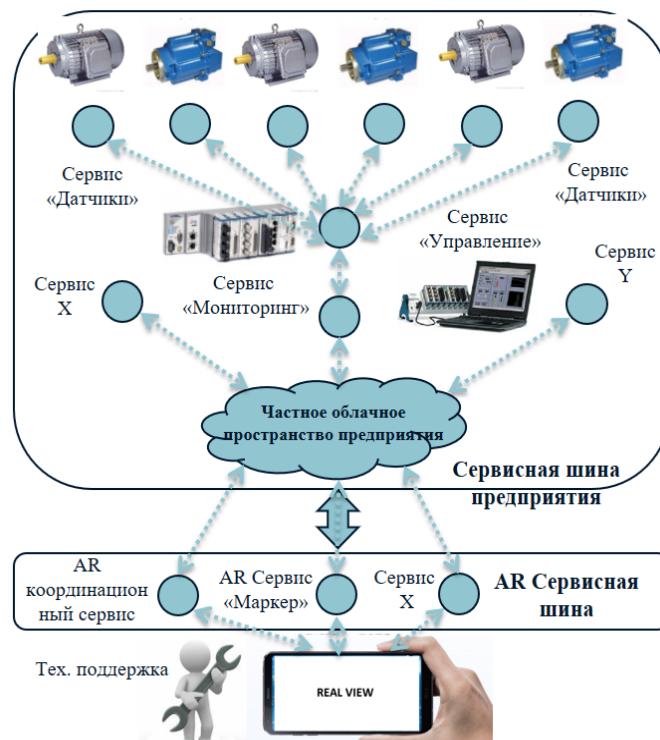 Сервис
«Датчики»
Сервис
«Датчики»
Сервис
«Управление»
Сервис
X
Сервис
«Мониторинг»
Сервис
Y
Частное облачное
пространство предприятия
Сервисная шина
предприятия
AR
координацион
ный сервис
AR Сервис
«Маркер»
Сервис
X
AR Сервисная
шина
Тех. поддержка
REAL VIEW